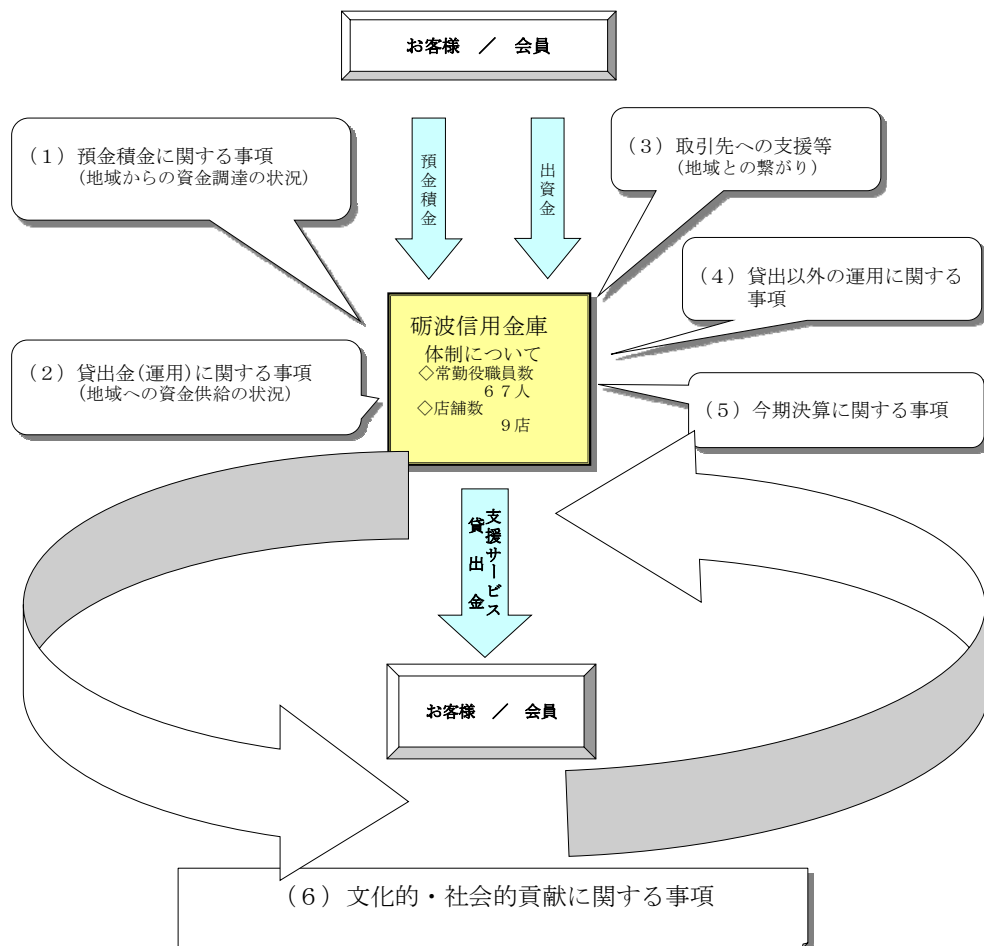 お客様　／　会員
（１）預金積金に関する事項
(地域からの資金調達の状況)
預金積金
出資金
（３）取引先への支援等
(地域との繋がり）
（４）貸出以外の運用に関する
事項
砺波信用金庫
体制について
◇常勤役職員数
６７人
◇店舗数
９店
（２）貸出金(運用)に関する事項
(地域への資金供給の状況)
（５）今期決算に関する事項
支援サービス
貸出金
お客様　／　会員
（６）文化的・社会的貢献に関する事項